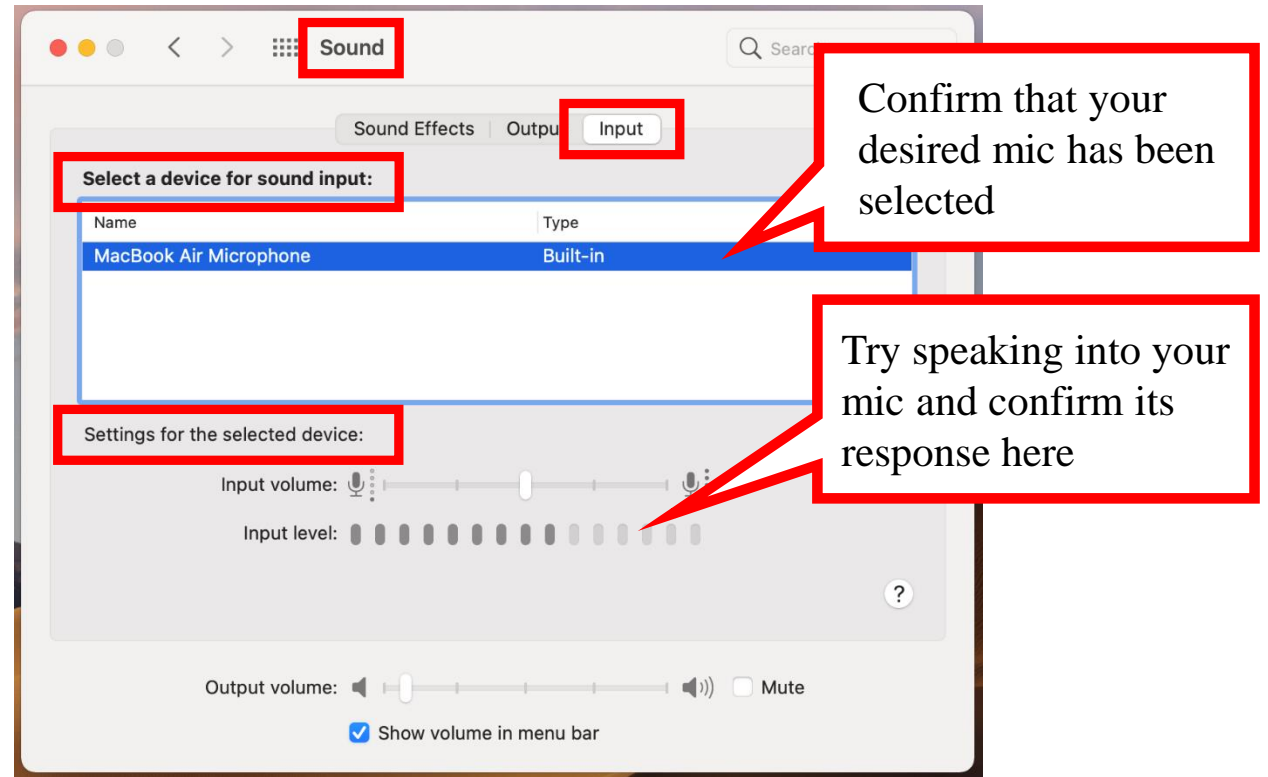 Sound
Confirm that your
desired mic has been
selected
Sound Effects
Input
Select a device for sound input:
Name Type
MacBook Air Microphone Built-in
Try speaking into your
mic and confirm its
response here
Settings for the selected device:
Input volume:
Input level:
?
Output volume: Mute
Show volume in menu bar